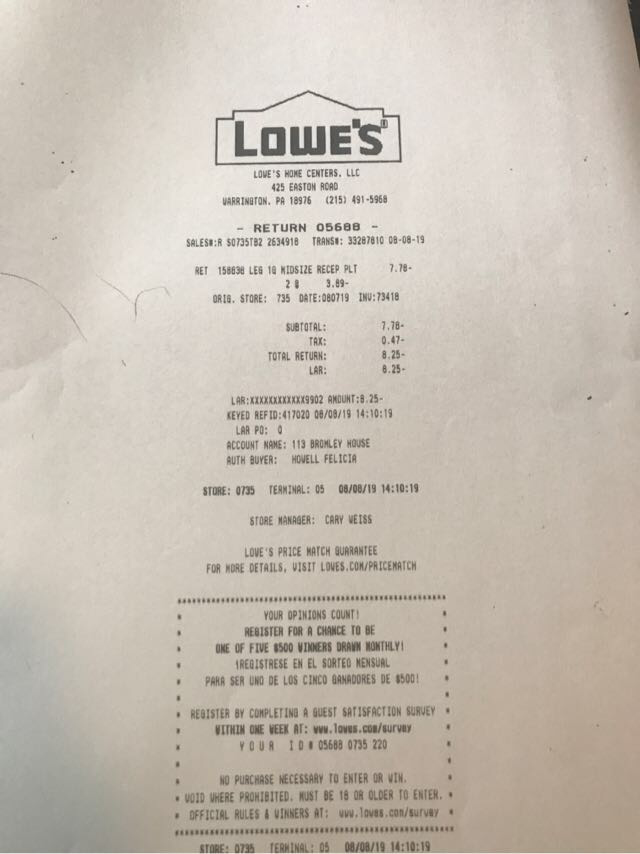 LOWE'S
LOWE'S HOME CENTERS, LLC
425 EASTON ROAD
WARRINGTON, PA 18976 (215) 491-5968
- RETURN 05688 -
SALES#:R S0735TB2 2634918 TRANS#: 33287810 08-08-19
RET 158838 LEG 1G MIDSIZE RECEP PLT 7.78-
2 @ 3.89-
ORIG. STORE: 735 DATE:080719 INV:73418
SUBTOTAL: 7.78-
TAX: 0.47-
TOTAL RETURN: 8.25-
LAR: 8.25-
LAR:XXXXXXXXXXXX9902 AMOUNT:8.25-
KEYED REFID:417020 08/08/19 14:10:19
LAR PO: 0
ACCOUNT NAME: 113 BROMLEY HOUSE
AUTH BUYER: HOWELL FELICIA
STORE: 0735 TERMINAL: 05 08/08/19 14:10:19
STORE MANAGER: CARY WEISS
LOWE'S PRICE MATCH GUARANTEE
FOR MORE DETAILS, VISIT LOWES.COM/PRICEMATCH
YOUR OPINIONS COUNT!
REGISTER FOR A CHANCE TO BE
ONE OF FIVE $500 WINNERS DRAWN MONTHLY!
¡REGISTRESE EN EL SORTEO MENSUAL
PARA SER UNO DE LOS CINCO GANADORES DE $500!
REGISTER BY COMPLETING A GUEST SATISFACTION SURVEY
WITHIN ONE WEEK AT: www.lowes.com/survey
Y O U R I D # 05688 0735 220
NO PURCHASE NECESSARY TO ENTER OR WIN.
VOID WHERE PROHIBITED. MUST BE 18 OR OLDER TO ENTER.
OFFICIAL RULES & WINNERS AT: www.lowes.com/survey
STORE: 0735 TERMINAL: 05 08/08/19 14:10:19